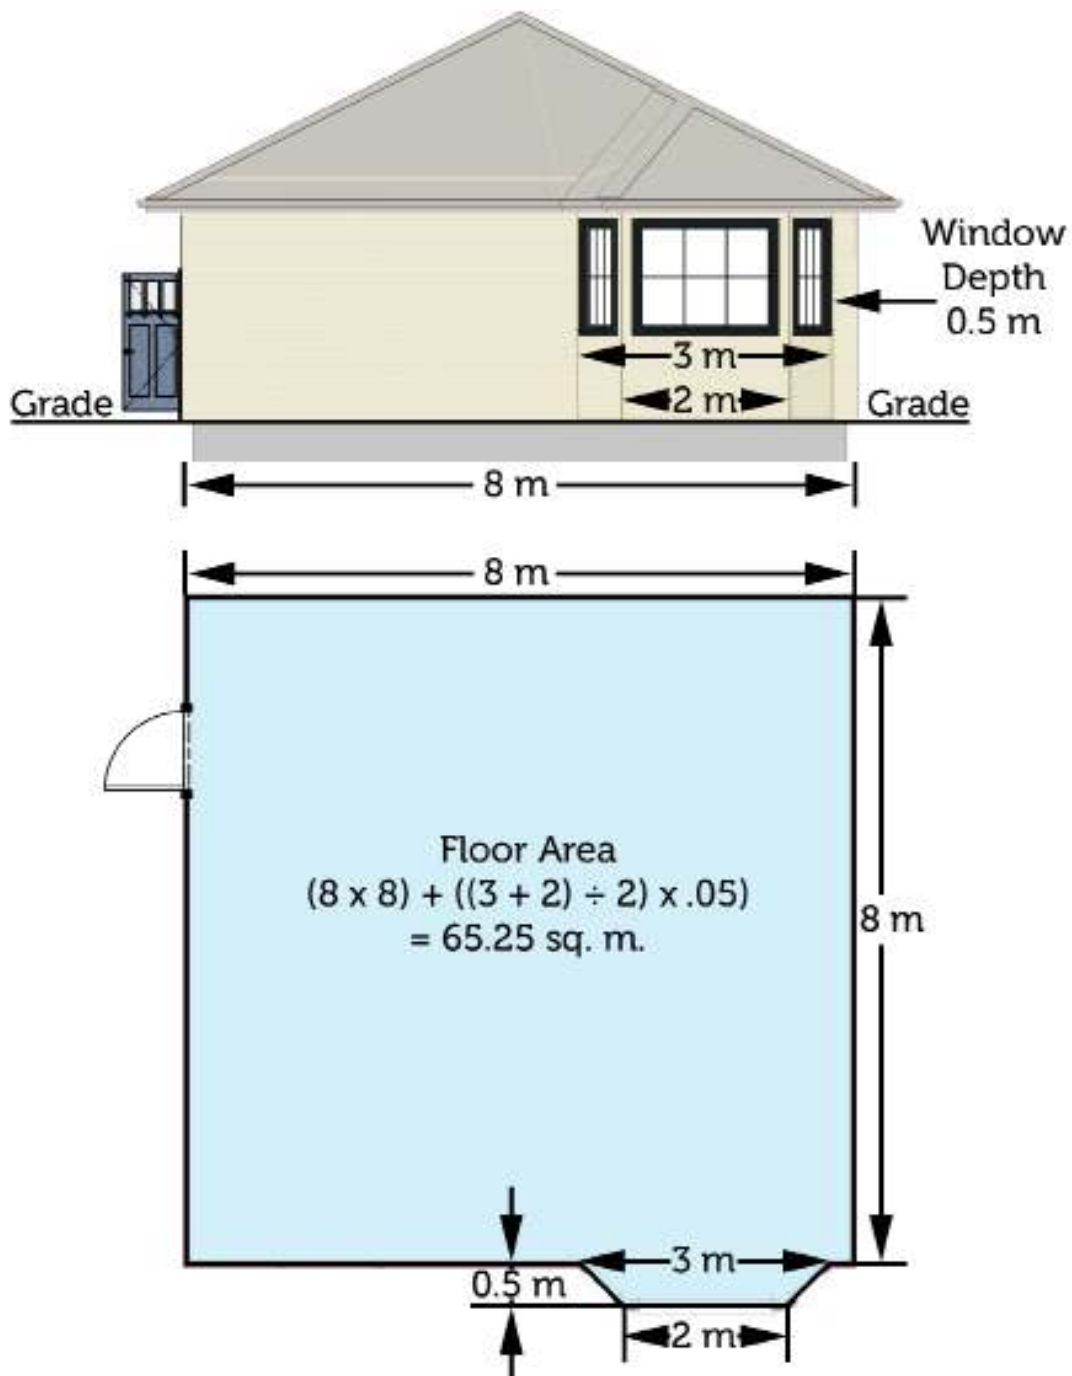 Window
Depth
0.5 m
3 m
2 m
Grade
Grade
8 m
8 m
Floor Area
(8 x 8) + ((3 + 2) ÷ 2) x .05)
= 65.25 sq. m.
8 m
3 m
0.5 m
2 m